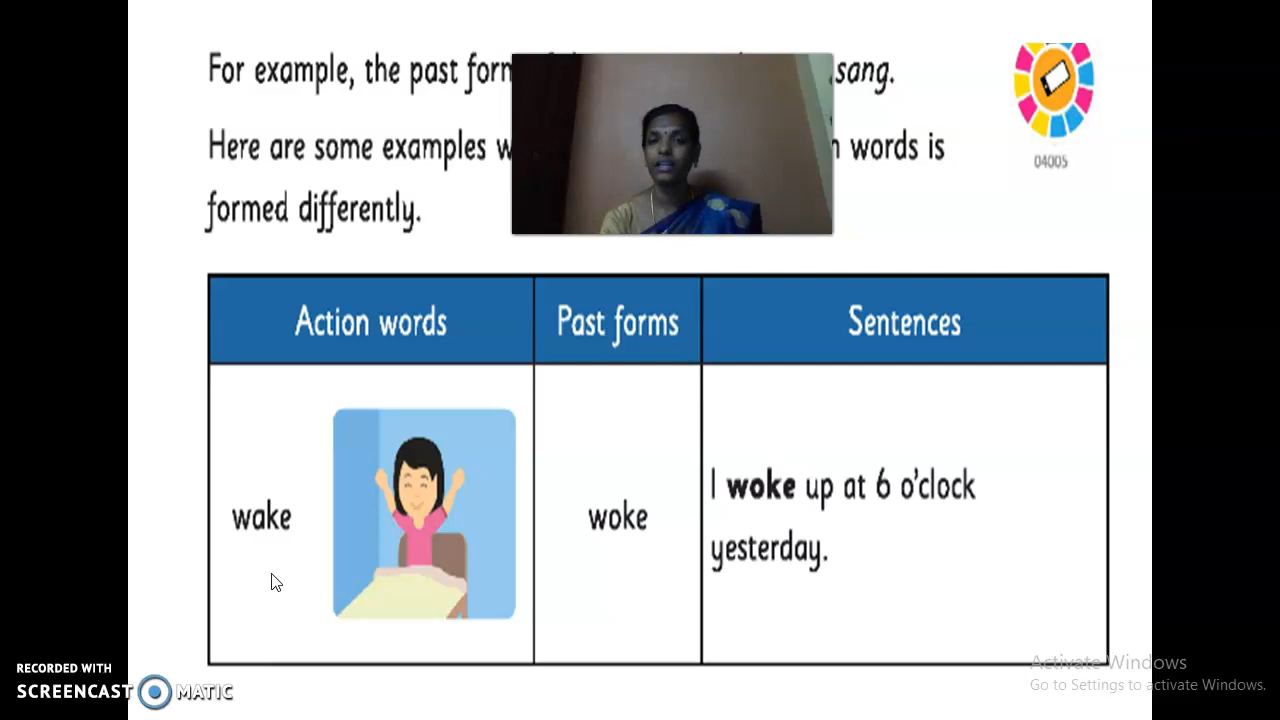 For example, the past form sang.
Here are some examples words is
formed differently.
04005
Action words Past forms Sentences
wake woke I woke up at 6 o'clock
yesterday.
RECORDED WITH
SCREENCAST MATIC
Activate Windows
Go to Settings to activate Windows.